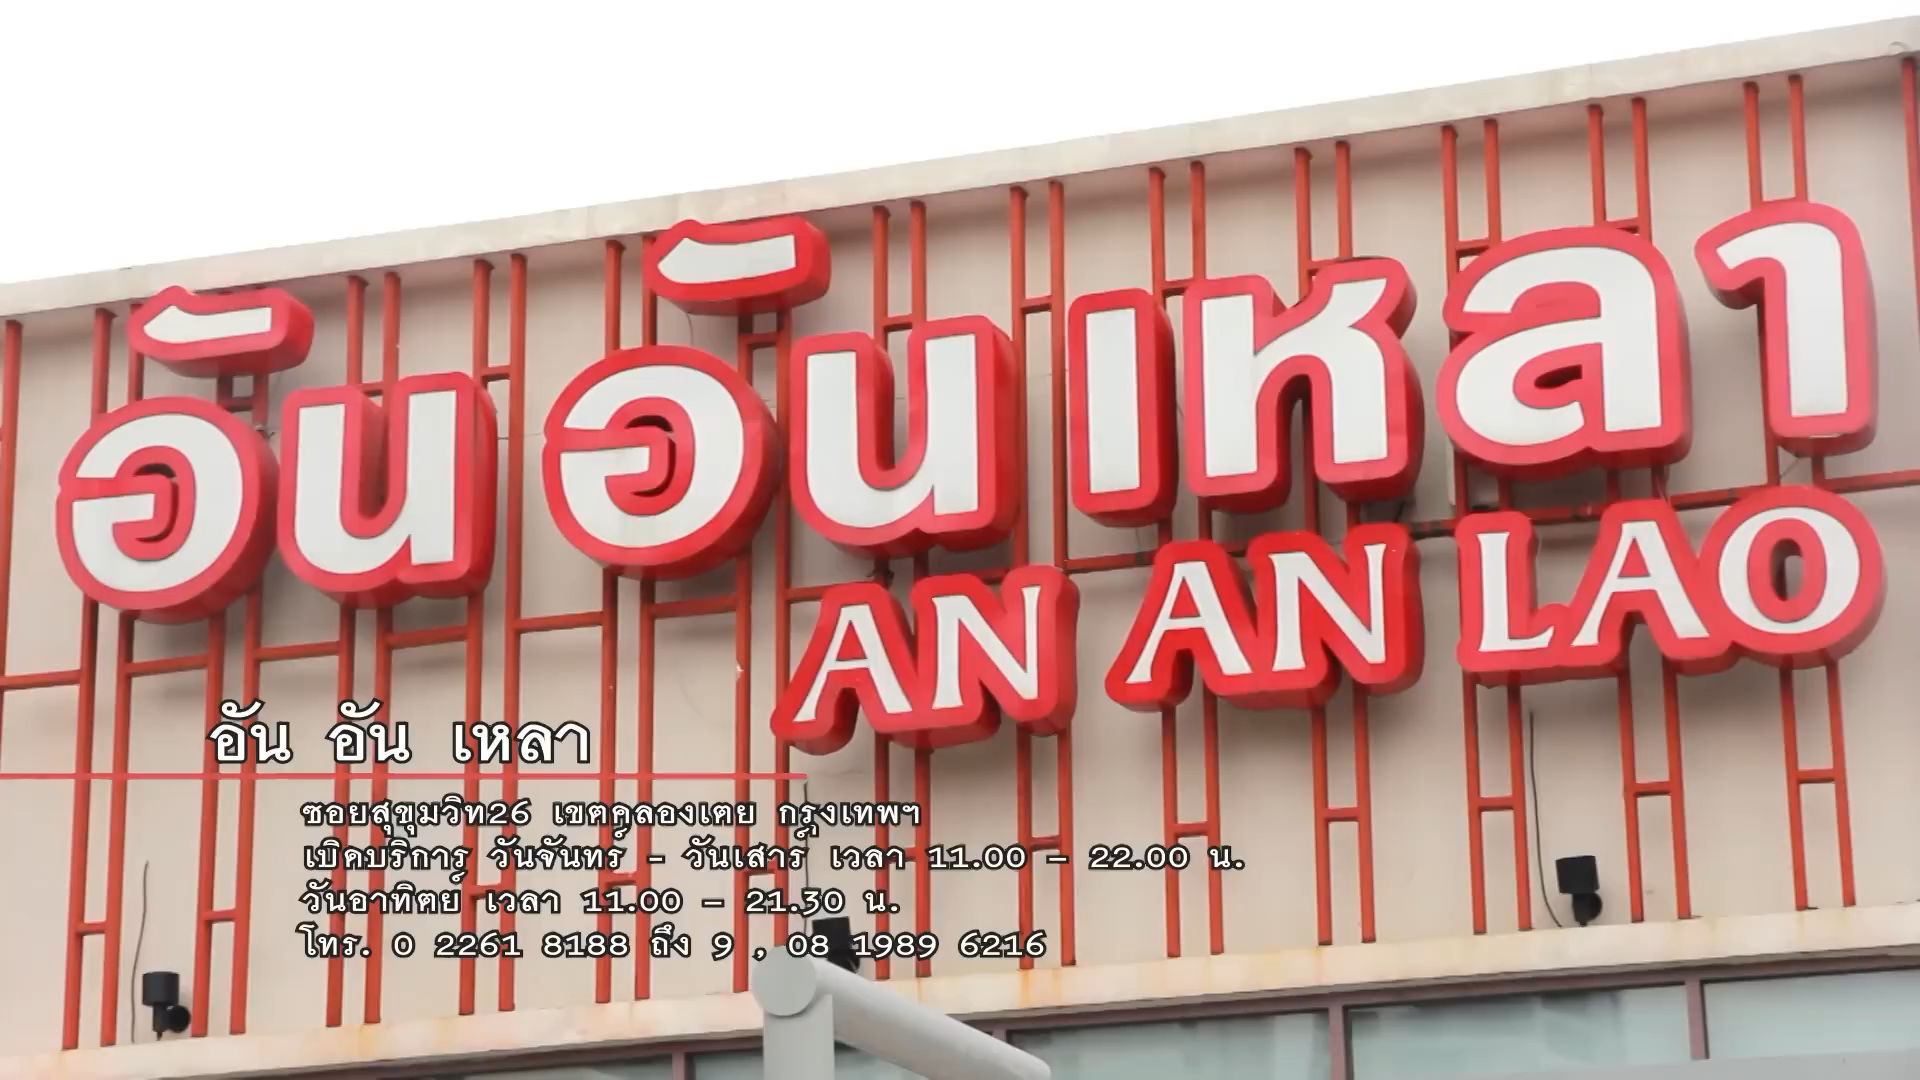 อัน อันเหลา
AN AN LAO
อัน อัน เหลา
ซอยสุขุมวิท26 เขตคลองเตย กรุงเทพฯ
เปิดบริการ วันจันทร์ - วันเสาร์ เวลา 11.00 - 22.00 น.
วันอาทิตย์ เวลา 11.00 - 21.30 น.
โทร. 0 2261 8188 ถึง 9 , 08 1989 6216